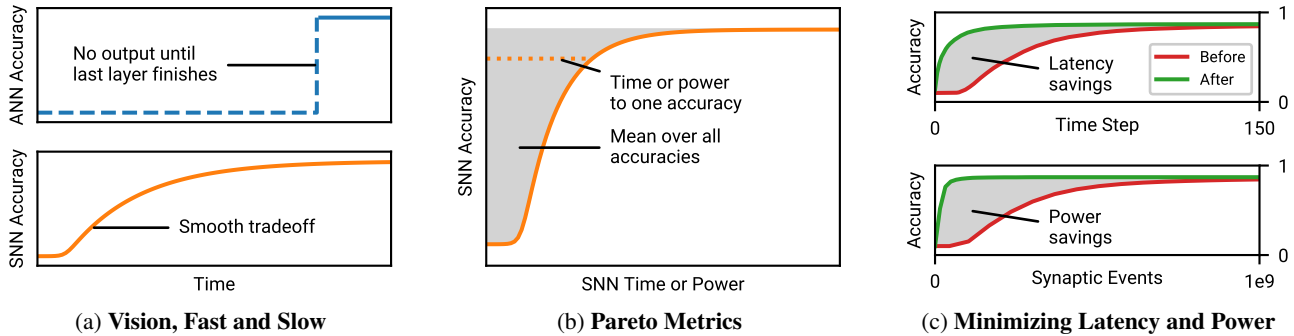 ANN Accuracy
No output until
last layer finishes
SNN Accuracy
Smooth tradeoff
Time
(a) Vision, Fast and Slow
SNN Accuracy
Time or power
to one accuracy
Mean over all
accuracies
SNN Time or Power
(b) Pareto Metrics
Accuracy
1
Latency
savings
Before
After
0
0
Time Step
150
Accuracy
1
Power
savings
0
0
Synaptic Events
1e9
(c) Minimizing Latency and Power